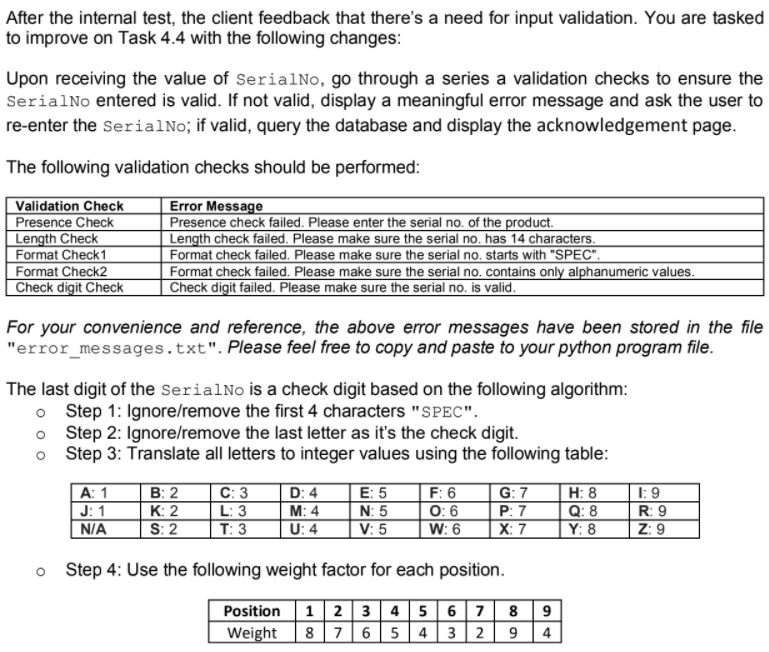 After the internal test, the client feedback that there's a need for input validation. You are tasked
to improve on Task 4.4 with the following changes:
Upon receiving the value of SerialNo, go through a series a validation checks to ensure the
SerialNo entered is valid. If not valid, display a meaningful error message and ask the user to
re-enter the SerialNo; if valid, query the database and display the acknowledgement page.
The following validation checks should be performed:
Validation Check Error Message
Presence Check Presence check failed. Please enter the serial no. of the product.
Length Check Length check failed. Please make sure the serial no. has 14 characters.
Format Check1 Format check failed. Please make sure the serial no. starts with "SPEC".
Format Check2 Format check failed. Please make sure the serial no. contains only alphanumeric values.
Check digit Check Check digit failed. Please make sure the serial no. is valid.
For your convenience and reference, the above error messages have been stored in the file
"error_messages.txt". Please feel free to copy and paste to your python program file.
The last digit of the SerialNo is a check digit based on the following algorithm:
o Step 1: Ignore/remove the first 4 characters "SPEC".
o Step 2: Ignore/remove the last letter as it's the check digit.
o Step 3: Translate all letters to integer values using the following table:
A: 1 B: 2 C: 3 D: 4 E: 5 F: 6 G: 7 H: 8 I: 9
J: 1 K: 2 L: 3 M: 4 N: 5 O: 6 P: 7 Q: 8 R: 9
N/A S: 2 T: 3 U: 4 V: 5 W: 6 X: 7 Y: 8 Z: 9
o Step 4: Use the following weight factor for each position.
Position 1 2 3 4 5 6 7 8 9
Weight 8 7 6 5 4 3 2 9 4